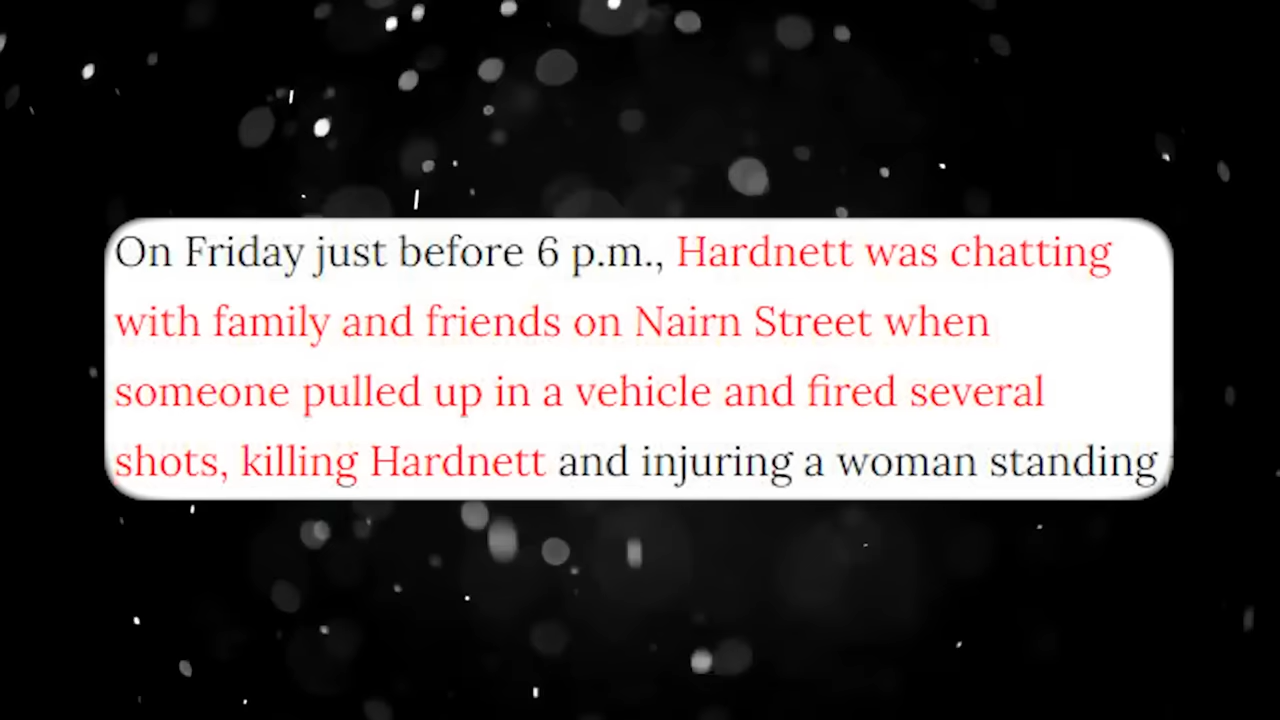 On Friday just before 6 p.m., Hardnett was chatting
with family and friends on Nairn Street when
someone pulled up in a vehicle and fired several
shots, killing Hardnett and injuring a woman standing